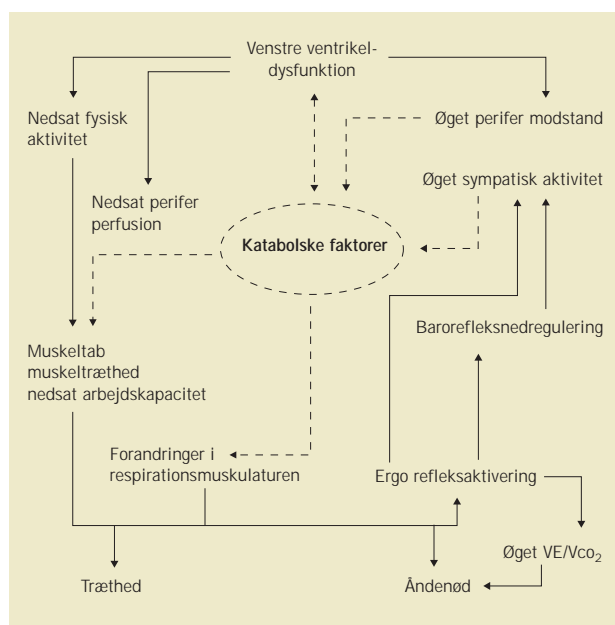 Venstre ventrikel-
dysfunktion
Nedsat fysisk
aktivitet
Øget perifer modstand
Øget sympatisk aktivitet
Nedsat perifer
perfusion
Katabolske faktorer
Barorefleksnedregulering
Muskeltab
muskeltræthed
nedsat arbejdskapacitet
Forandringer i
respirationsmuskulaturen
Ergo refleksaktivering
Øget VE/Vco₂
Træthed
Åndenød